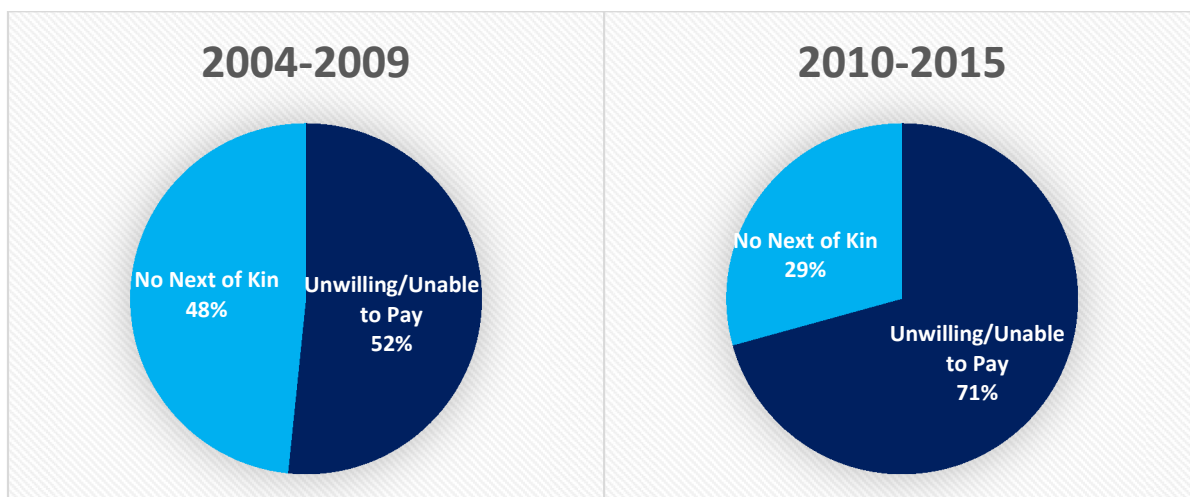 2004-2009
No Next of Kin
48%
Unwilling/Unable
to Pay
52%
2010-2015
No Next of Kin
29%
Unwilling/Unable
to Pay
71%